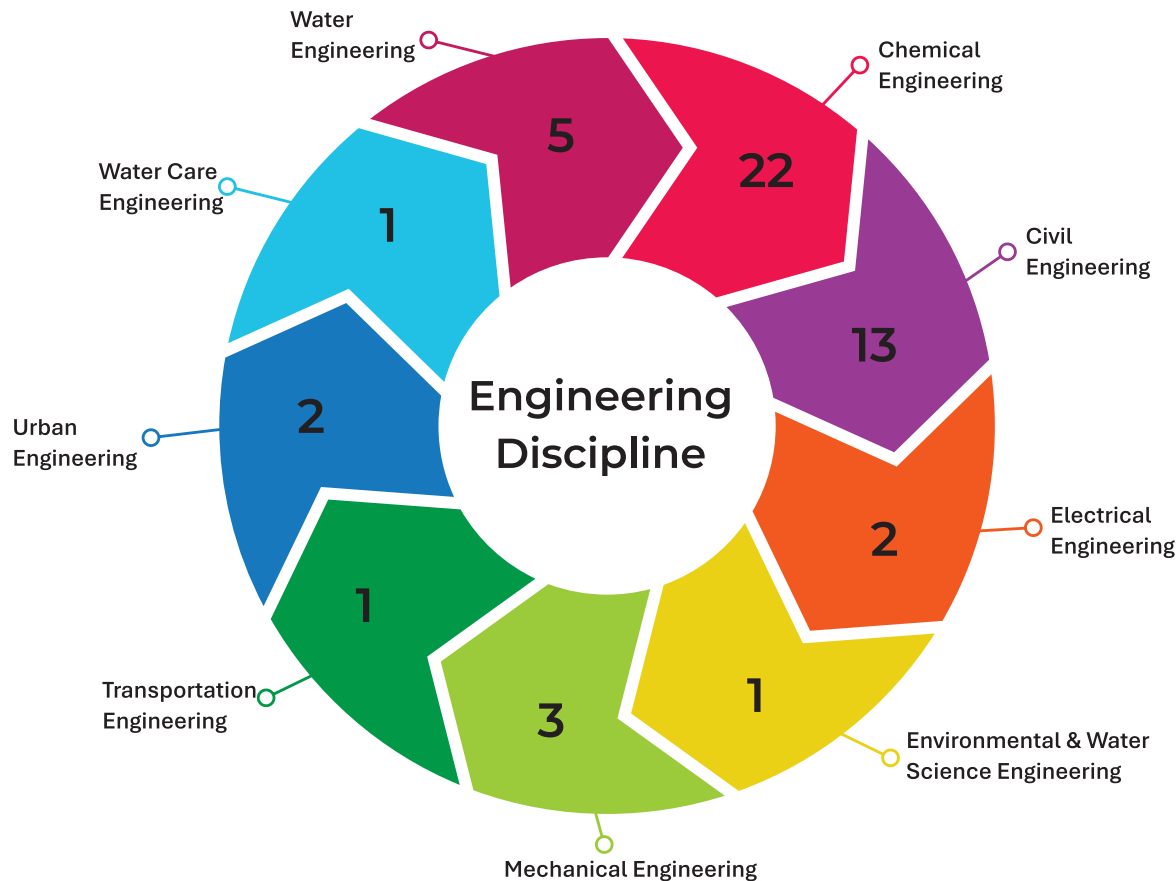 Water
Engineering
5
Chemical
Engineering
22
Civil
Engineering
13
Electrical
Engineering
2
Environmental & Water
Science Engineering
1
Mechanical Engineering
3
Transportation
Engineering
1
Urban
Engineering
2
Water Care
Engineering
1
Engineering
Discipline